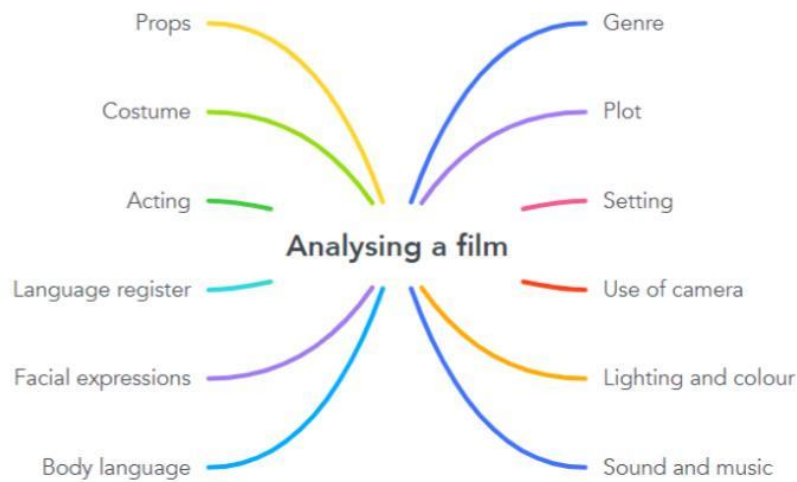 Props
Costume
Acting
Language register
Facial expressions
Body language
Analysing a film
Genre
Plot
Setting
Use of camera
Lighting and colour
Sound and music